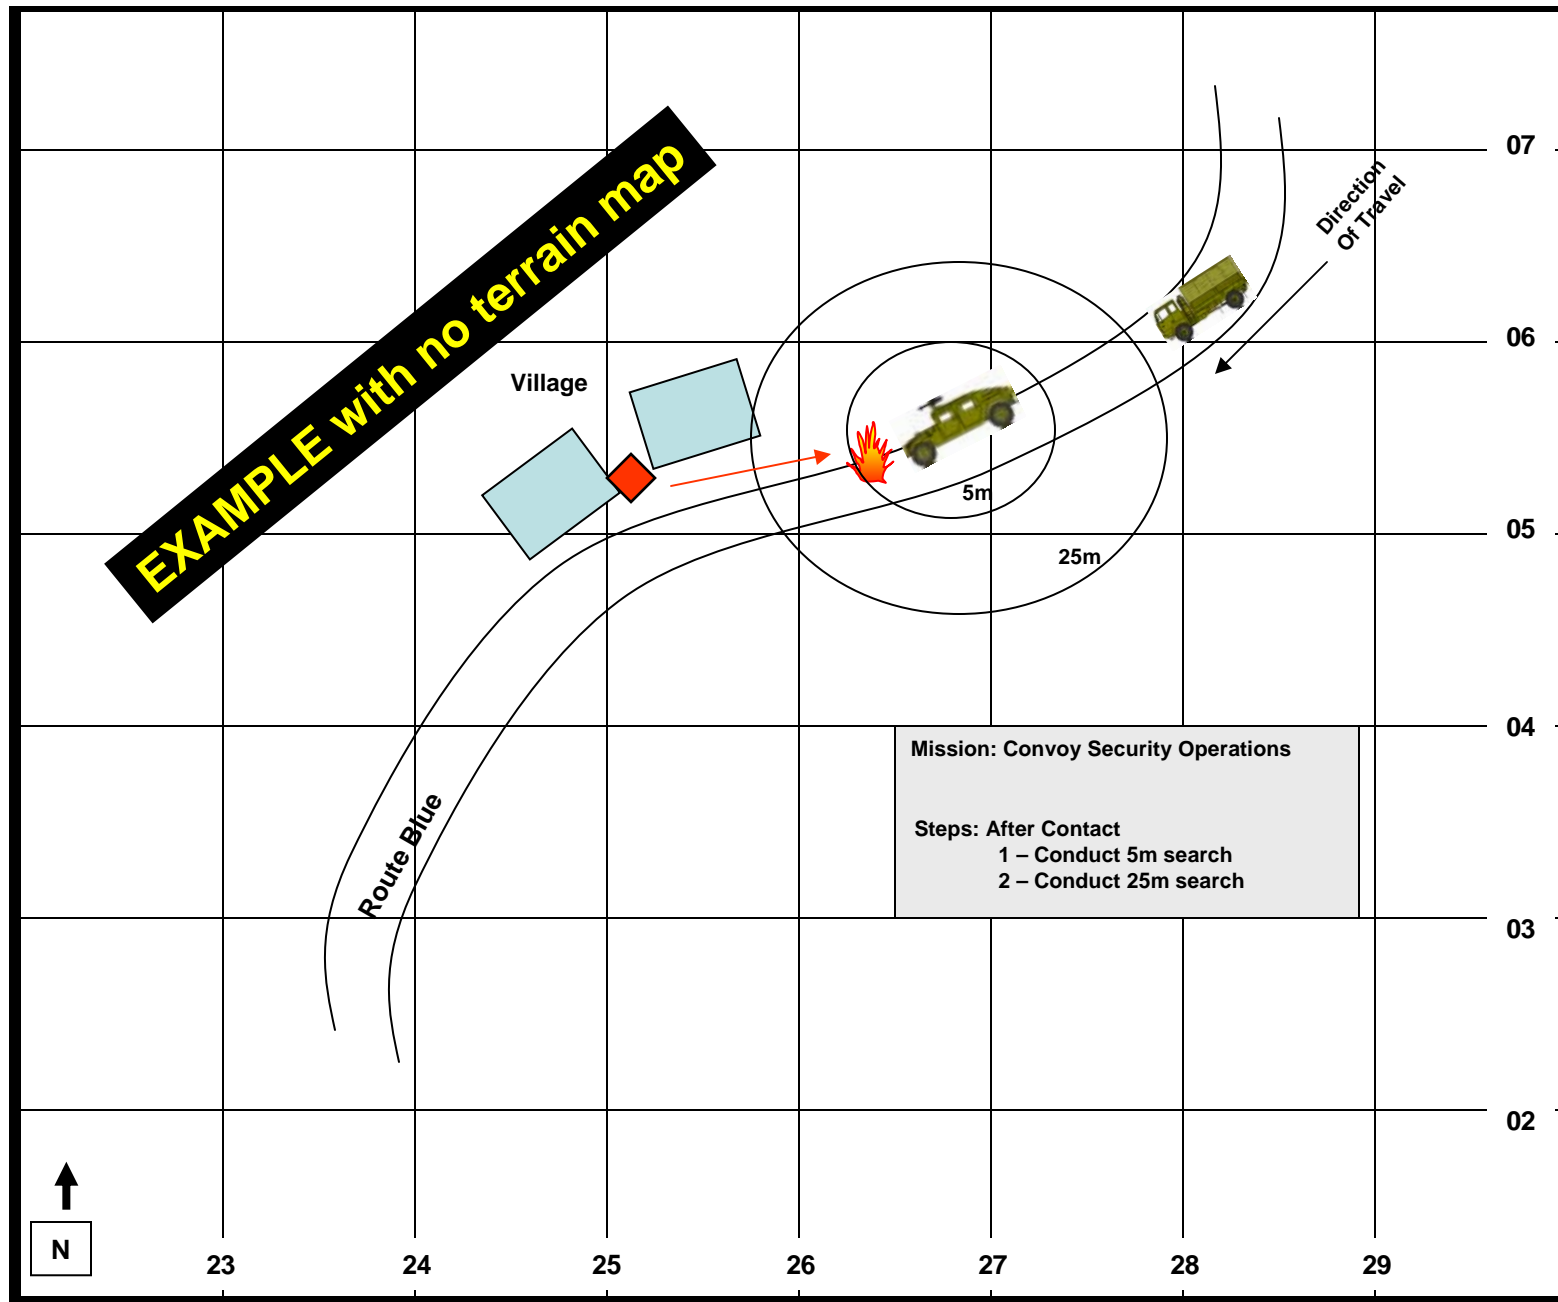 EXAMPLE with no terrain map
07
Direction
Of Travel
06
Village
5m
05
25m
04
Mission: Convoy Security Operations
Steps: After Contact
1 – Conduct 5m search
2 – Conduct 25m search
Route Blue
03
02
N
23 24 25 26 27 28 29